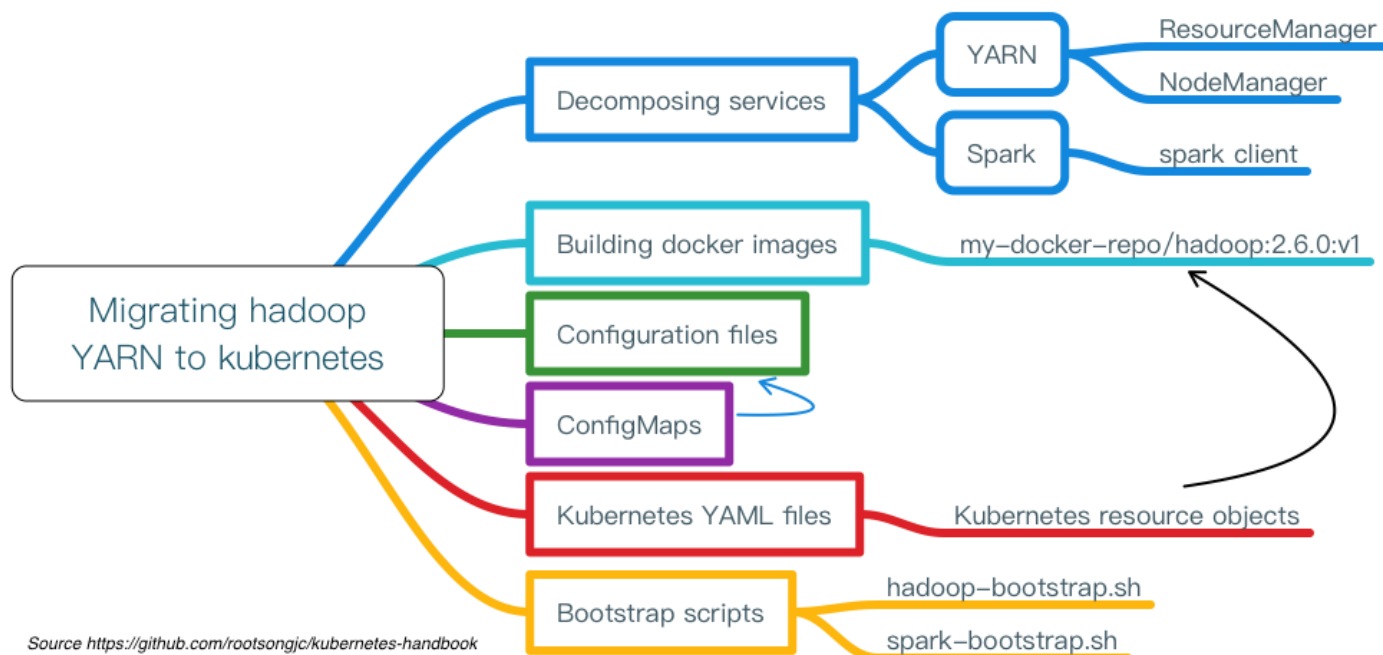 ResourceManager
YARN
NodeManager
Decomposing services
Spark
spark client
Building docker images
my-docker-repo/hadoop:2.6.0:v1
Migrating hadoop
YARN to kubernetes
Configuration files
ConfigMaps
Kubernetes YAML files
Kubernetes resource objects
Bootstrap scripts
hadoop-bootstrap.sh
spark-bootstrap.sh
Source https://github.com/rootsongjc/kubernetes-handbook